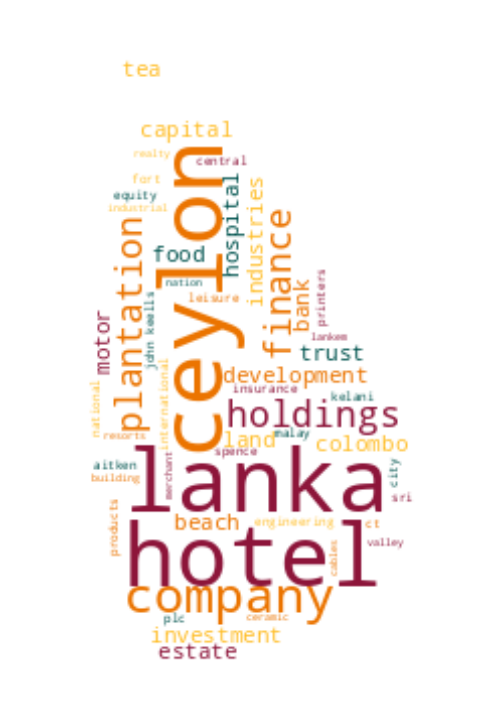 tea
capital
realty
central
fort
equity
industrial
hospital
industries
ceylon
plantation
food
finance
nation
leisure
bank
printers
john keells
motor
lankem
trust
development
insurance
kelani
national
international
holdings
resorts
land
malay
colombo
spence
aitken
building
merchant
lanka
city
sri
products
beach
engineering
ct
hotel
cables
valley
company
plc
ceramic
investment
estate